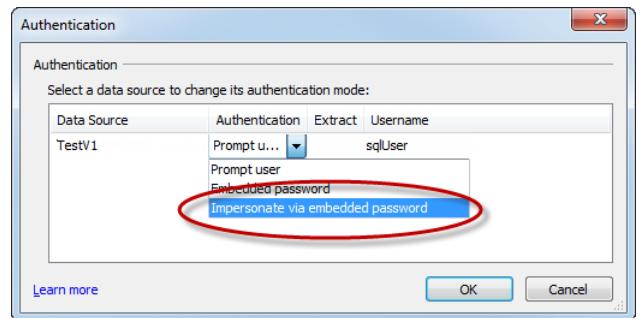 Authentication
Authentication
Select a data source to change its authentication mode:
Data Source Authentication Extract Username
TestV1 Prompt u... sqlUser
Prompt user
Embedded password
Impersonate via embedded password
Learn more OK Cancel